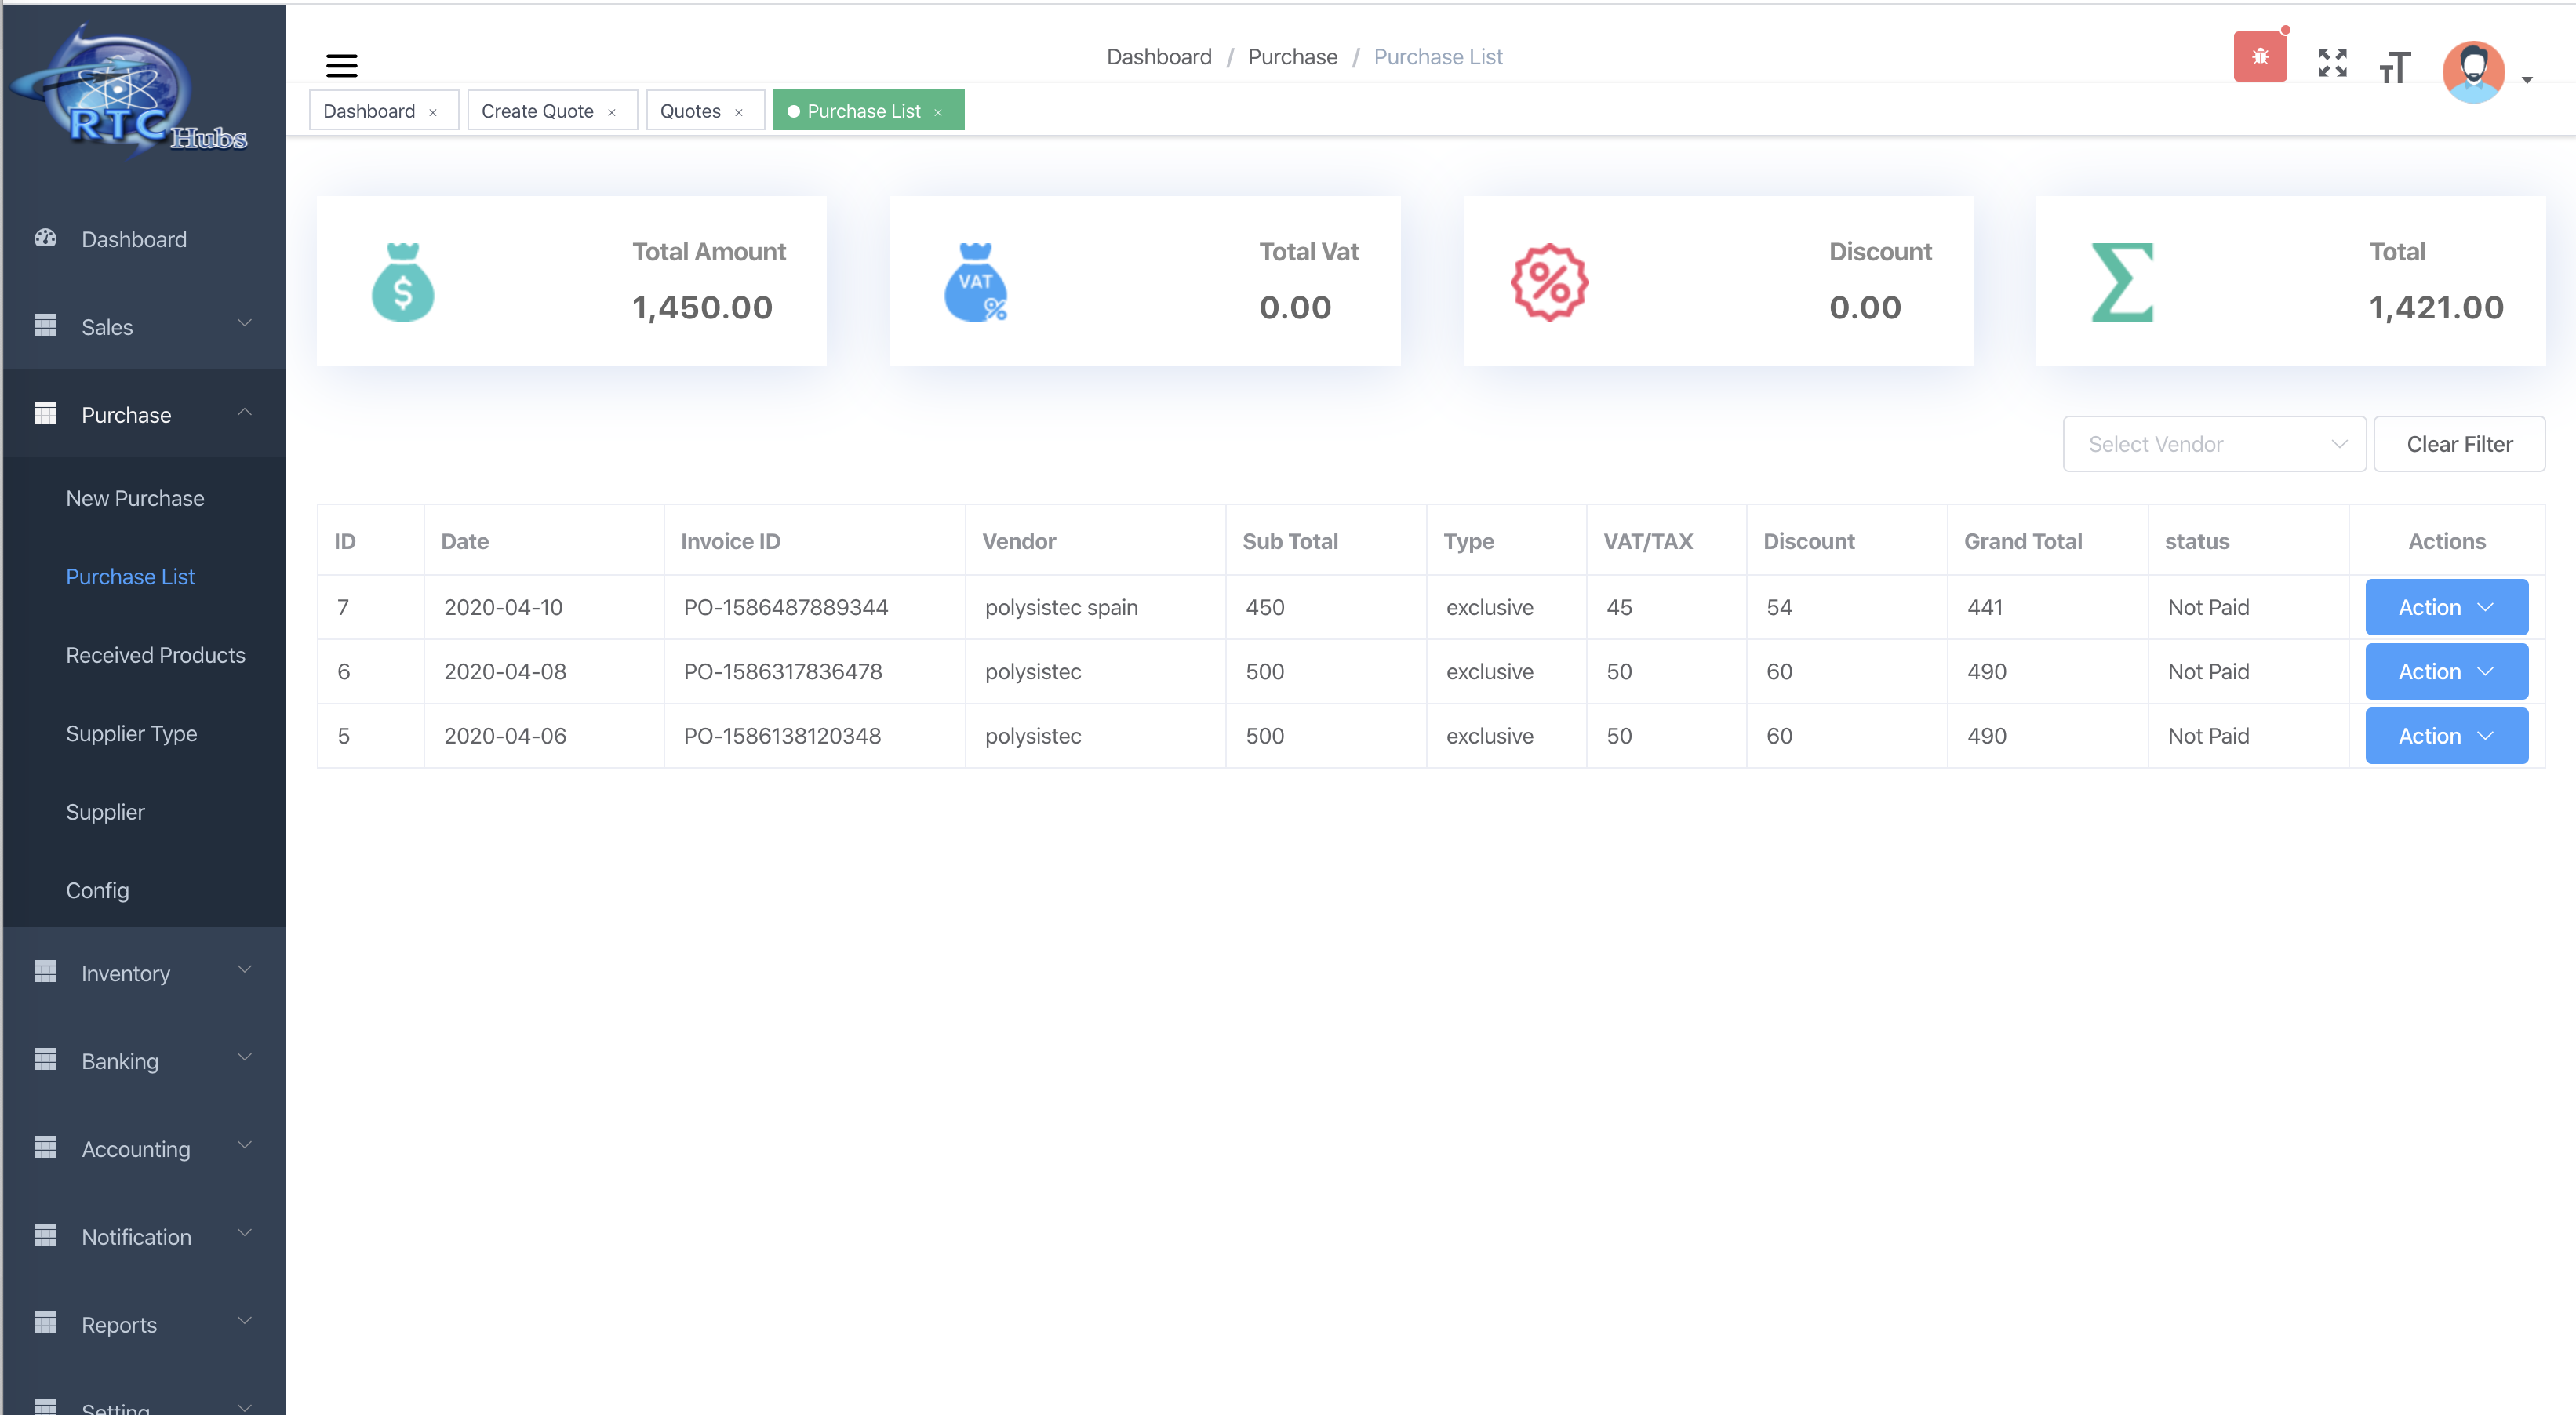 RTC Hubs
Dashboard / Purchase / Purchase List
Dashboard × Create Quote × Quotes × Purchase List ×
Dashboard
Sales
Purchase
New Purchase
Purchase List
Received Products
Supplier Type
Supplier
Config
Inventory
Banking
Accounting
Notification
Reports
Setting
Total Amount
1,450.00
VAT %
Total Vat
0.00
Discount
0.00
Total
1,421.00
Select Vendor
Clear Filter
ID Date Invoice ID Vendor Sub Total Type VAT/TAX Discount Grand Total status Actions
7 2020-04-10 PO-1586487889344 polysistec spain 450 exclusive 45 54 441 Not Paid Action
6 2020-04-08 PO-1586317836478 polysistec 500 exclusive 50 60 490 Not Paid Action
5 2020-04-06 PO-1586138120348 polysistec 500 exclusive 50 60 490 Not Paid Action